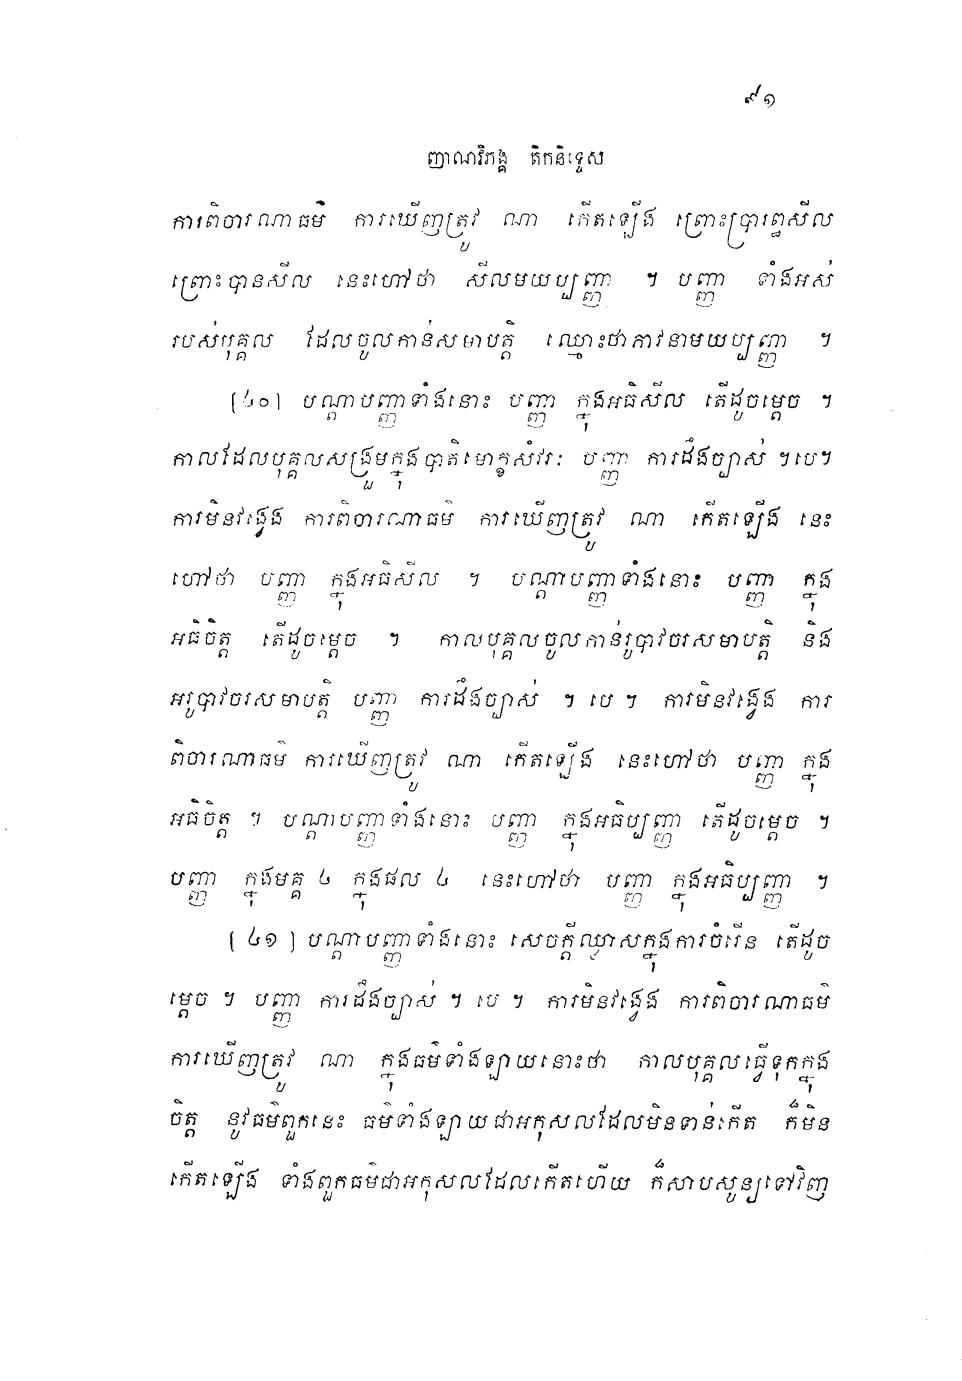 ៩១
ញាណវិភង្គ តិកនិទ្ទេស
ការពិចារណាធម៌ ការឃើញត្រូវ ណា កើតឡើង ព្រោះប្រារព្ធសីល
ព្រោះបានសីល នេះហៅថា សីលមយប្បញ្ញា ។ បញ្ញា ទាំងអស់
របស់បុគ្គល ដែលចូលកាន់សមាបត្តិ ឈ្មោះថាភាវនាមយប្បញ្ញា ។
(៤០) បណ្តាបញ្ញាទាំងនោះ បញ្ញា ក្នុងអធិសីល តើដូចម្តេច ។
កាលដែលបុគ្គលសង្រួមក្នុងបាតិមោក្ខសំវរៈ បញ្ញា ការដឹងច្បាស់ ។បេ។
ការមិនវង្វេង ការពិចារណាធម៌ ការឃើញត្រូវ ណា កើតឡើង នេះ
ហៅថា បញ្ញា ក្នុងអធិសីល ។ បណ្តាបញ្ញាទាំងនោះ បញ្ញា ក្នុង
អធិចិត្ត តើដូចម្តេច ។ កាលបុគ្គលចូលកាន់រូបាវចរសមាបត្តិ និង
អរូបាវចរសមាបត្តិ បញ្ញា ការដឹងច្បាស់ ។ បេ ។ ការមិនវង្វេង ការ
ពិចារណាធម៌ ការឃើញត្រូវ ណា កើតឡើង នេះហៅថា បញ្ញា ក្នុង
អធិចិត្ត ។ បណ្តាបញ្ញាទាំងនោះ បញ្ញា ក្នុងអធិប្បញ្ញា តើដូចម្តេច ។
បញ្ញា ក្នុងមគ្គ ៤ ក្នុងផល ៤ នេះហៅថា បញ្ញា ក្នុងអធិប្បញ្ញា ។
(៤១) បណ្តាបញ្ញាទាំងនោះ សេចក្តីឈ្លាសក្នុងការចំរើន តើដូច
ម្តេច ។ បញ្ញា ការដឹងច្បាស់ ។ បេ ។ ការមិនវង្វេង ការពិចារណាធម៌
ការឃើញត្រូវ ណា ក្នុងធម៌ទាំងឡាយនោះថា កាលបុគ្គលធ្វើទុកក្នុង
ចិត្ត នូវធម៌ពួកនេះ ធម៌ទាំងឡាយជាអកុសលដែលមិនទាន់កើត ក៏មិន
កើតឡើង ទាំងពួកធម៌ជាអកុសលដែលកើតហើយ ក៏សាបសូន្យទៅវិញ